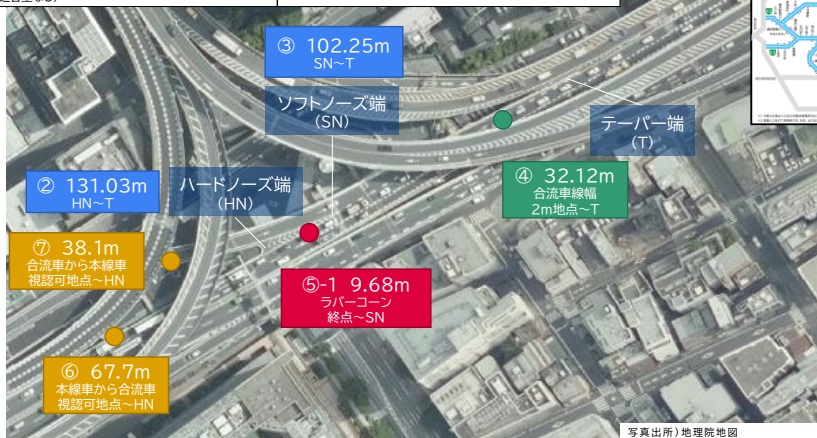 ③ 102.25m
SN~T
ソフトノーズ端
(SN)
テーパー端
(T)
② 131.03m
HN~T
ハードノーズ端
(HN)
④ 32.12m
合流車線幅
2m地点~T
⑦ 38.1m
合流車から本線車
視認可地点~HN
⑤-1 9.68m
ラバーコーン
終点~SN
⑥ 67.7m
本線車から合流車
視認可地点~HN
写真出所)地理院地図